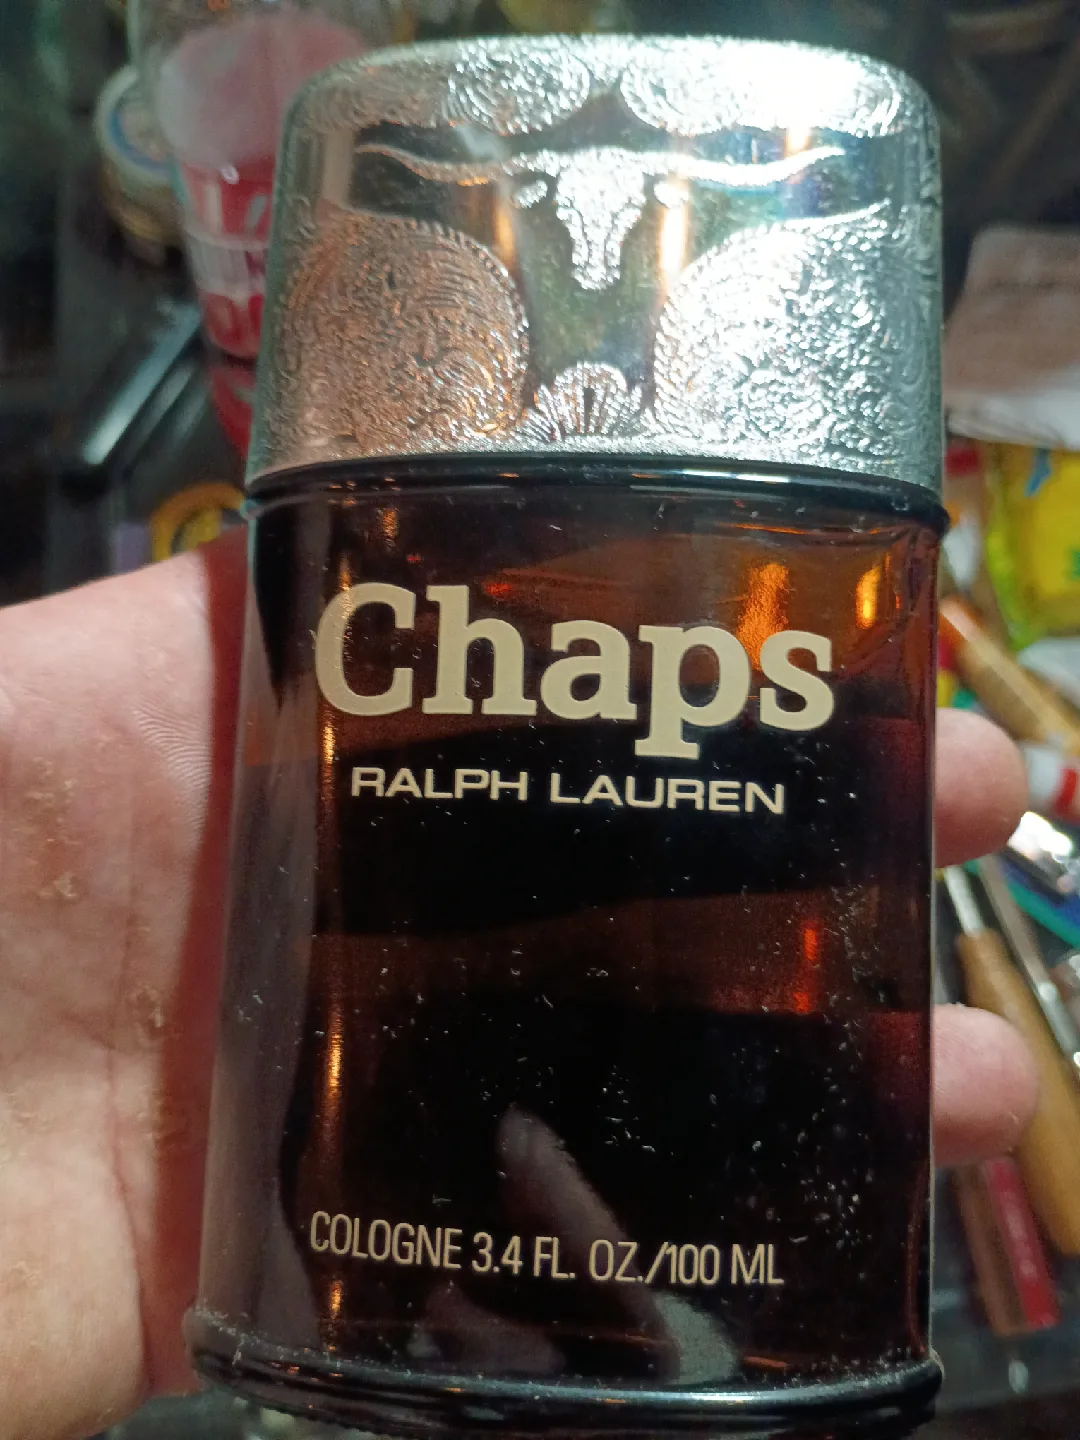 Chaps
RALPH LAUREN
COLOGNE 3.4 FL. OZ./100 ML